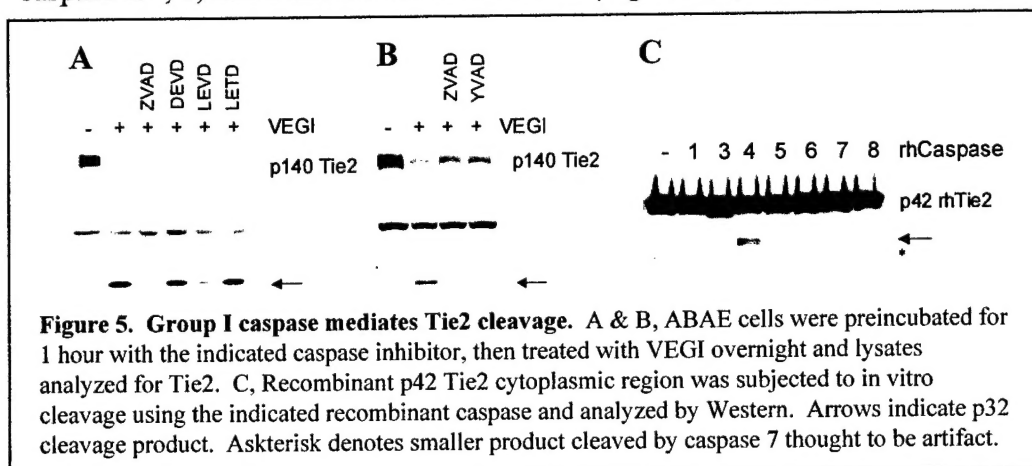 A
B
C
ZVAD
DEVD
LEVD
LETD
ZVAD
YVAD
- + + + + + VEGI
- + + + VEGI
- 1 3 4 5 6 7 8 rhCaspase
p140 Tie2
p140 Tie2
p42 rhTie2
*
Figure 5. Group I caspase mediates Tie2 cleavage. A & B, ABAE cells were preincubated for
1 hour with the indicated caspase inhibitor, then treated with VEGI overnight and lysates
analyzed for Tie2. C, Recombinant p42 Tie2 cytoplasmic region was subjected to in vitro
cleavage using the indicated recombinant caspase and analyzed by Western. Arrows indicate p32
cleavage product. Askterisk denotes smaller product cleaved by caspase 7 thought to be artifact.